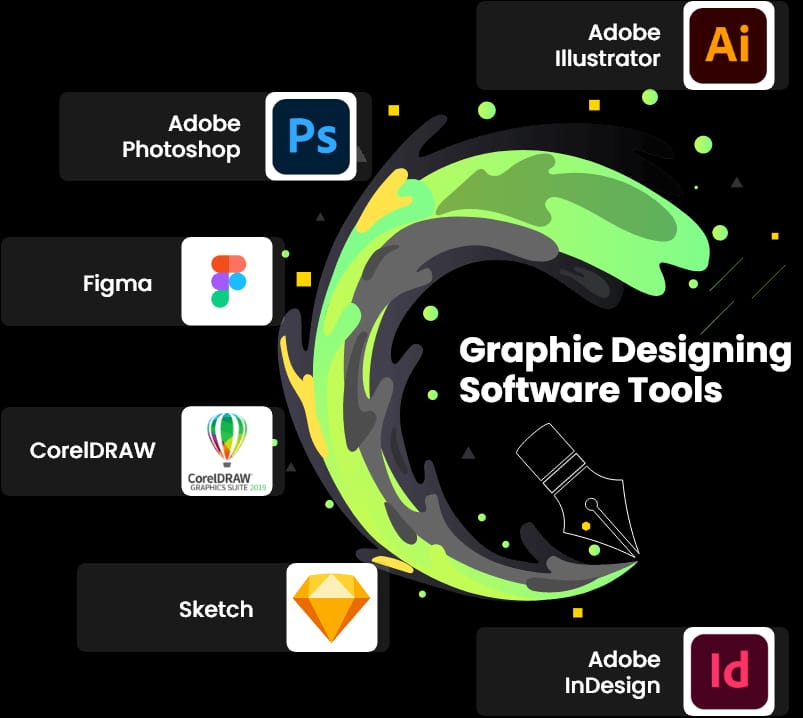 Adobe
Illustrator
Ai
Adobe
Photoshop
Ps
Figma
Graphic Designing
Software Tools
CorelDRAW
CorelDRAW
GRAPHICS SUITE 2019
Sketch
Adobe
InDesign
Id